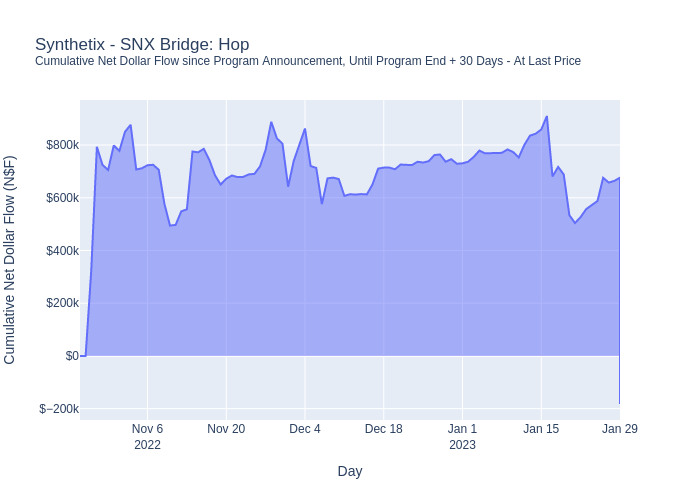 Synthetix - SNX Bridge: Hop
Cumulative Net Dollar Flow since Program Announcement, Until Program End + 30 Days - At Last Price
Cumulative Net Dollar Flow (N$F)
$800k
$600k
$400k
$200k
$0
$−200k
Nov 6 Nov 20 Dec 4 Dec 18 Jan 1 Jan 15 Jan 29
2022 2023
Day